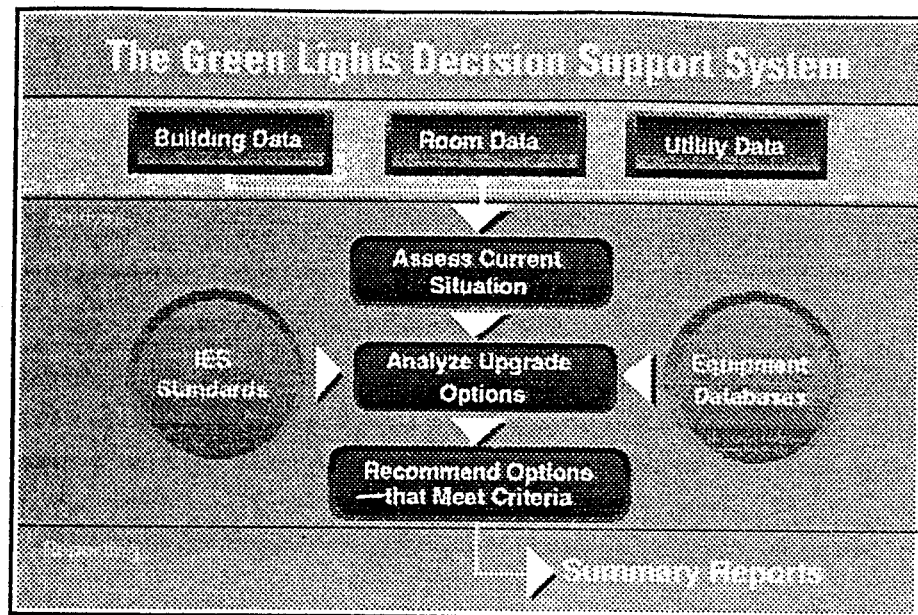 The Green Lights Decision Support System
Building Data
Room Data
Utility Data
Assess Current
Situation
IES
Standards
Analyze Upgrade
Options
Equipment
Databases
Recommend Options
that Meet Criteria
Summary Reports